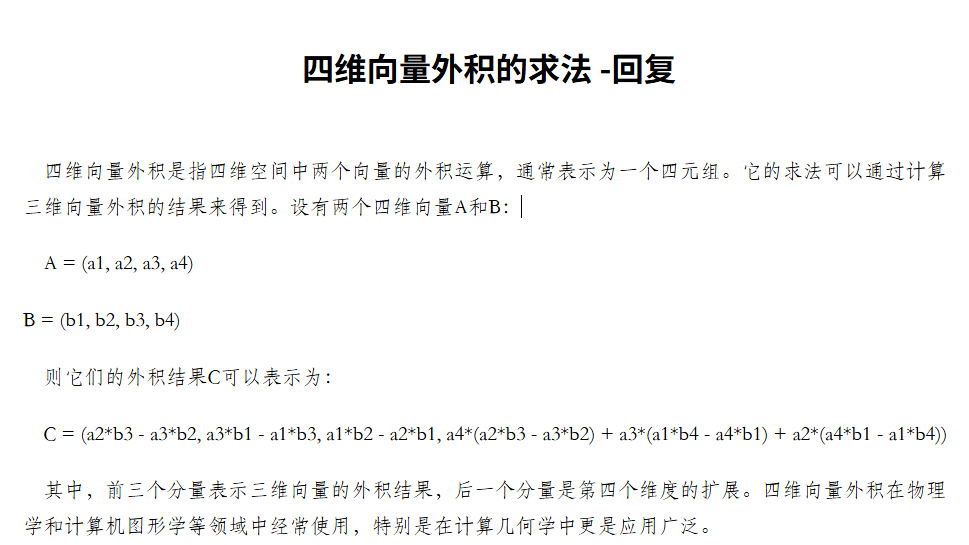 四维向量外积的求法 -回复
四维向量外积是指四维空间中两个向量的外积运算，通常表示为一个四元组。它的求法可以通过计算
三维向量外积的结果来得到。设有两个四维向量A和B：
A = (a1, a2, a3, a4)
B = (b1, b2, b3, b4)
则它们的外积结果C可以表示为：
C = (a2*b3 - a3*b2, a3*b1 - a1*b3, a1*b2 - a2*b1, a4*(a2*b3 - a3*b2) + a3*(a1*b4 - a4*b1) + a2*(a4*b1 - a1*b4))
其中，前三个分量表示三维向量的外积结果，后一个分量是第四个维度的扩展。四维向量外积在物理
学和计算机图形学等领域中经常使用，特别是在计算几何学中更是应用广泛。